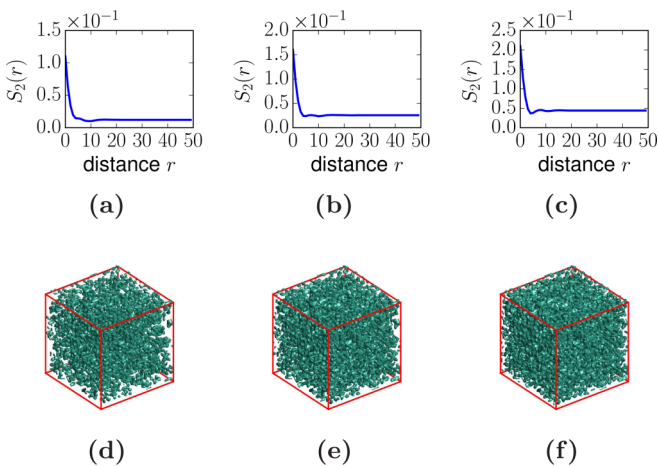 ×10⁻¹ ×10⁻¹ ×10⁻¹
1.5 2.0 2.5
1.0 1.5 2.0
0.5 1.0 1.5
0.0 0.5 1.0
0.0 0.5
0.0
S₂(r) S₂(r) S₂(r)
0 10 20 30 40 50 0 10 20 30 40 50 0 10 20 30 40 50
distance r distance r distance r
(a) (b) (c)
(d) (e) (f)